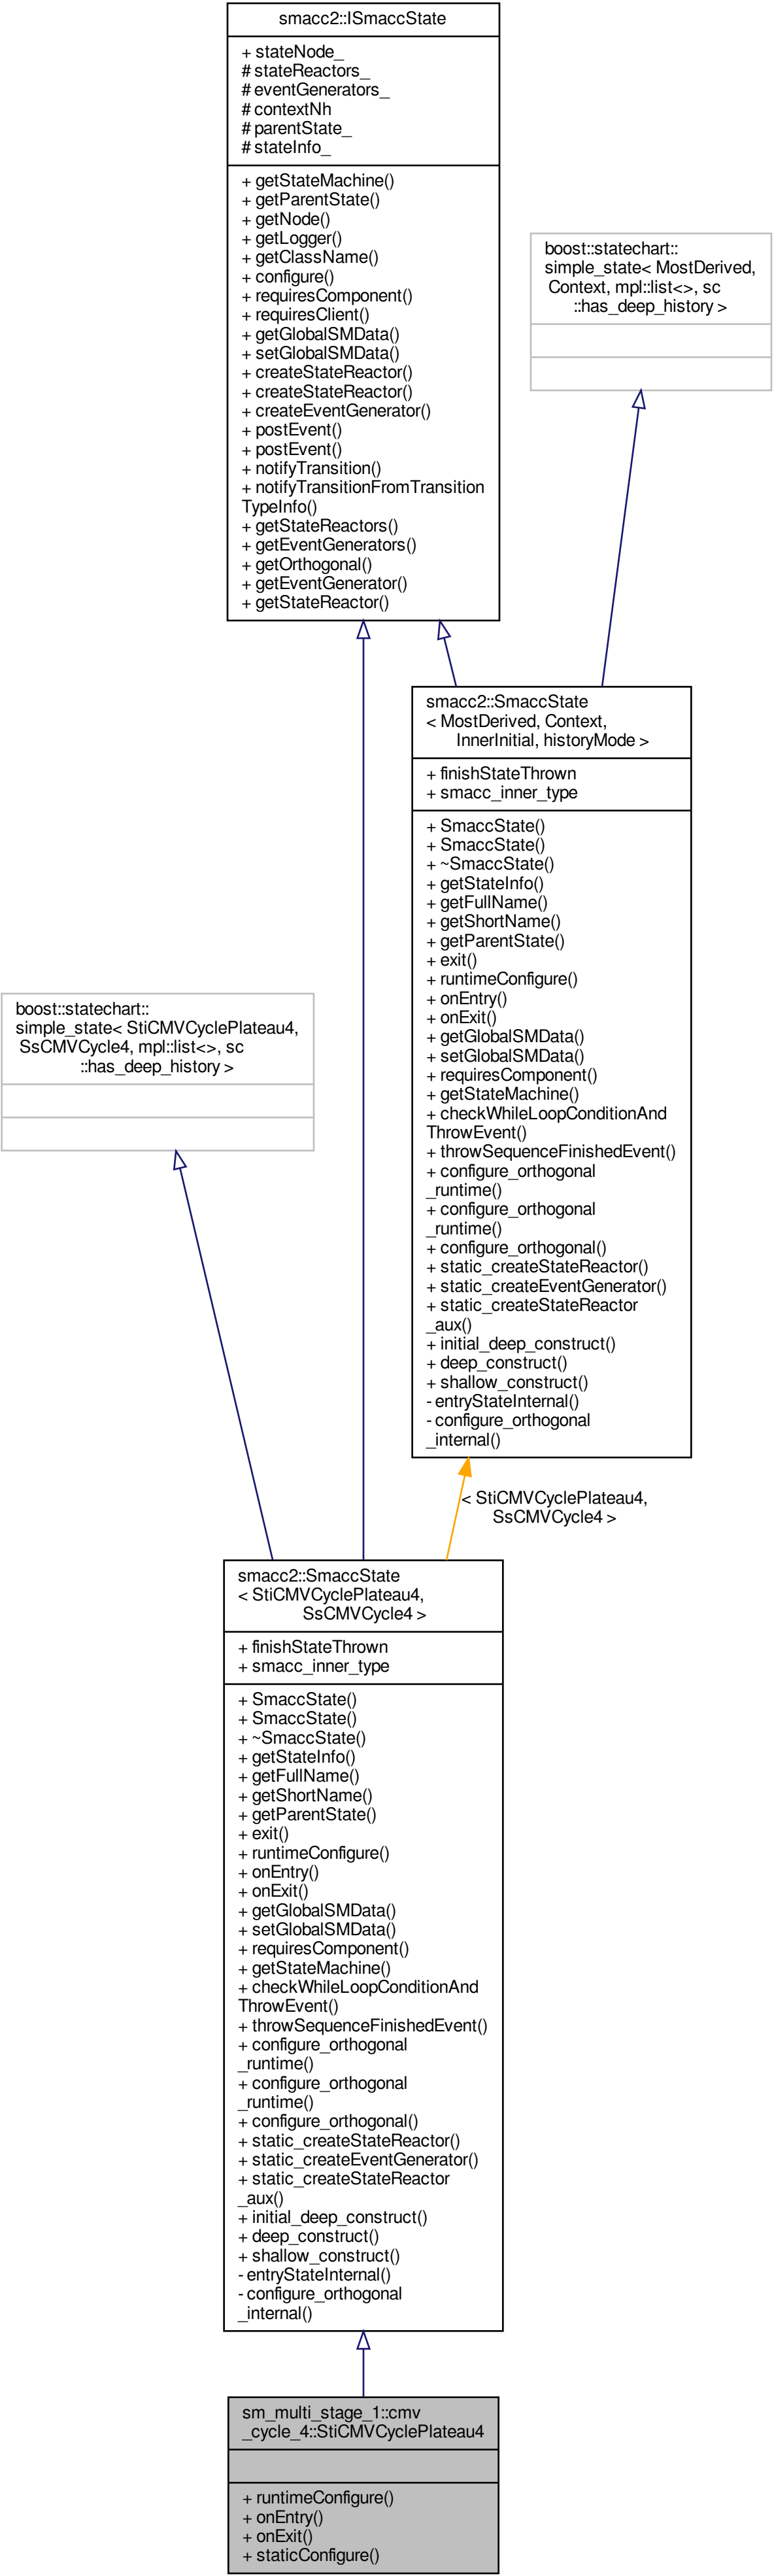 smacc2::ISmaccState
+ stateNode_
# stateReactors_
# eventGenerators_
# contextNh
# parentState_
# stateInfo_
+ getStateMachine()
+ getParentState()
+ getNode()
+ getLogger()
+ getClassName()
+ configure()
+ requiresComponent()
+ requiresClient()
+ getGlobalSMData()
+ setGlobalSMData()
+ createStateReactor()
+ createStateReactor()
+ createEventGenerator()
+ postEvent()
+ postEvent()
+ notifyTransition()
+ notifyTransitionFromTransition
TypeInfo()
+ getStateReactors()
+ getEventGenerators()
+ getOrthogonal()
+ getEventGenerator()
+ getStateReactor()
boost::statechart::
simple_state< MostDerived,
Context, mpl::list<>, sc
::has_deep_history >
smacc2::SmaccState
< MostDerived, Context,
InnerInitial, historyMode >
+ finishStateThrown
+ smacc_inner_type
+ SmaccState()
+ SmaccState()
+ ~SmaccState()
+ getStateInfo()
+ getFullName()
+ getShortName()
+ getParentState()
+ exit()
+ runtimeConfigure()
+ onEntry()
+ onExit()
+ getGlobalSMData()
+ setGlobalSMData()
+ requiresComponent()
+ getStateMachine()
+ checkWhileLoopConditionAnd
ThrowEvent()
+ throwSequenceFinishedEvent()
+ configure_orthogonal
_runtime()
+ configure_orthogonal
_runtime()
+ configure_orthogonal()
+ static_createStateReactor()
+ static_createEventGenerator()
+ static_createStateReactor
_aux()
+ initial_deep_construct()
+ deep_construct()
+ shallow_construct()
- entryStateInternal()
- configure_orthogonal
_internal()
boost::statechart::
simple_state< StiCMVCyclePlateau4,
SsCMVCycle4, mpl::list<>, sc
::has_deep_history >
< StiCMVCyclePlateau4,
SsCMVCycle4 >
smacc2::SmaccState
< StiCMVCyclePlateau4,
SsCMVCycle4 >
+ finishStateThrown
+ smacc_inner_type
+ SmaccState()
+ SmaccState()
+ ~SmaccState()
+ getStateInfo()
+ getFullName()
+ getShortName()
+ getParentState()
+ exit()
+ runtimeConfigure()
+ onEntry()
+ onExit()
+ getGlobalSMData()
+ setGlobalSMData()
+ requiresComponent()
+ getStateMachine()
+ checkWhileLoopConditionAnd
ThrowEvent()
+ throwSequenceFinishedEvent()
+ configure_orthogonal
_runtime()
+ configure_orthogonal
_runtime()
+ configure_orthogonal()
+ static_createStateReactor()
+ static_createEventGenerator()
+ static_createStateReactor
_aux()
+ initial_deep_construct()
+ deep_construct()
+ shallow_construct()
- entryStateInternal()
- configure_orthogonal
_internal()
sm_multi_stage_1::cmv
_cycle_4::StiCMVCyclePlateau4
+ runtimeConfigure()
+ onEntry()
+ onExit()
+ staticConfigure()